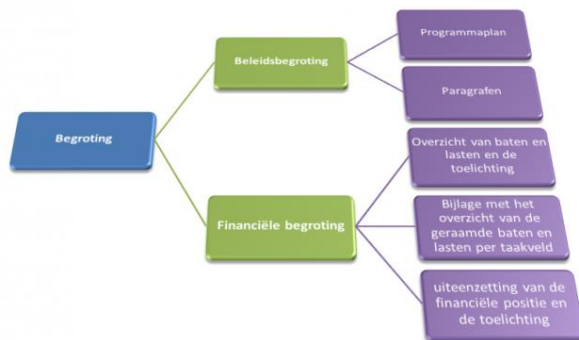 Begroting
Beleidsbegroting
Financiële begroting
Programmaplan
Paragrafen
Overzicht van baten en
lasten en de
toelichting
Bijlage met het
overzicht van de
geraamde baten en
lasten per taakveld
uiteenzetting van de
financiële positie en
de toelichting